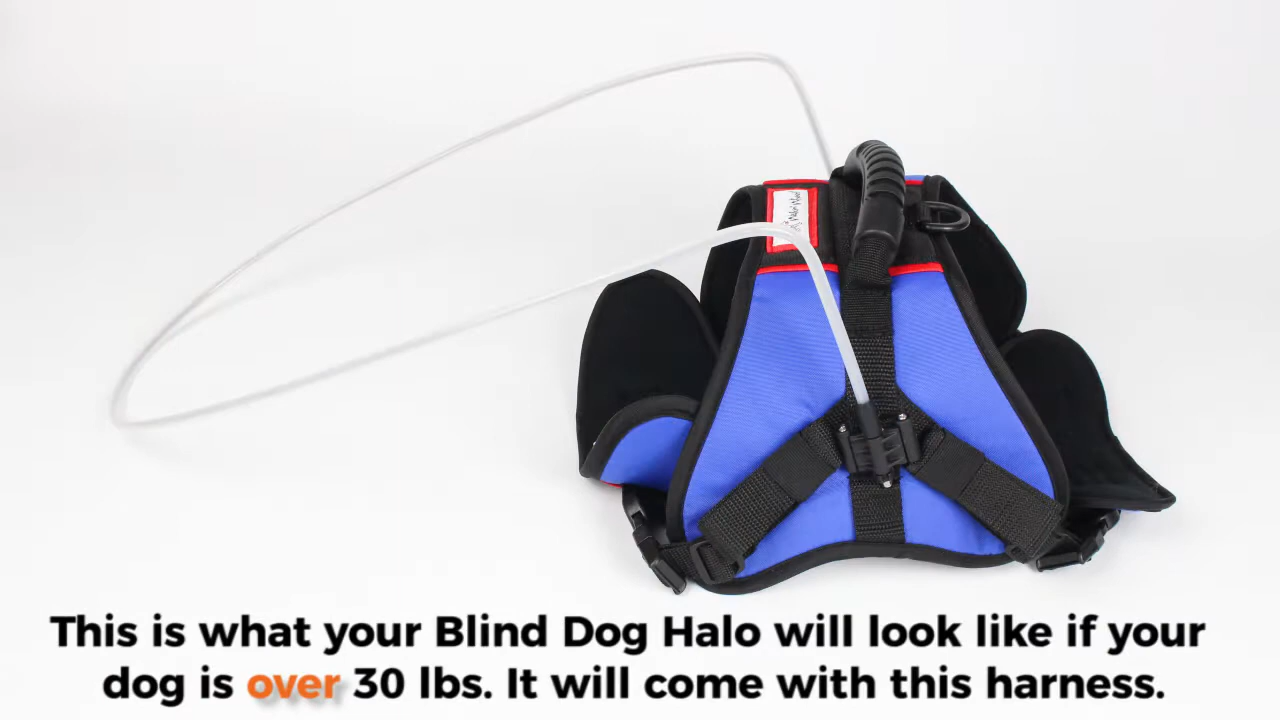 This is what your Blind Dog Halo will look like if your
dog is over 30 lbs. It will come with this harness.